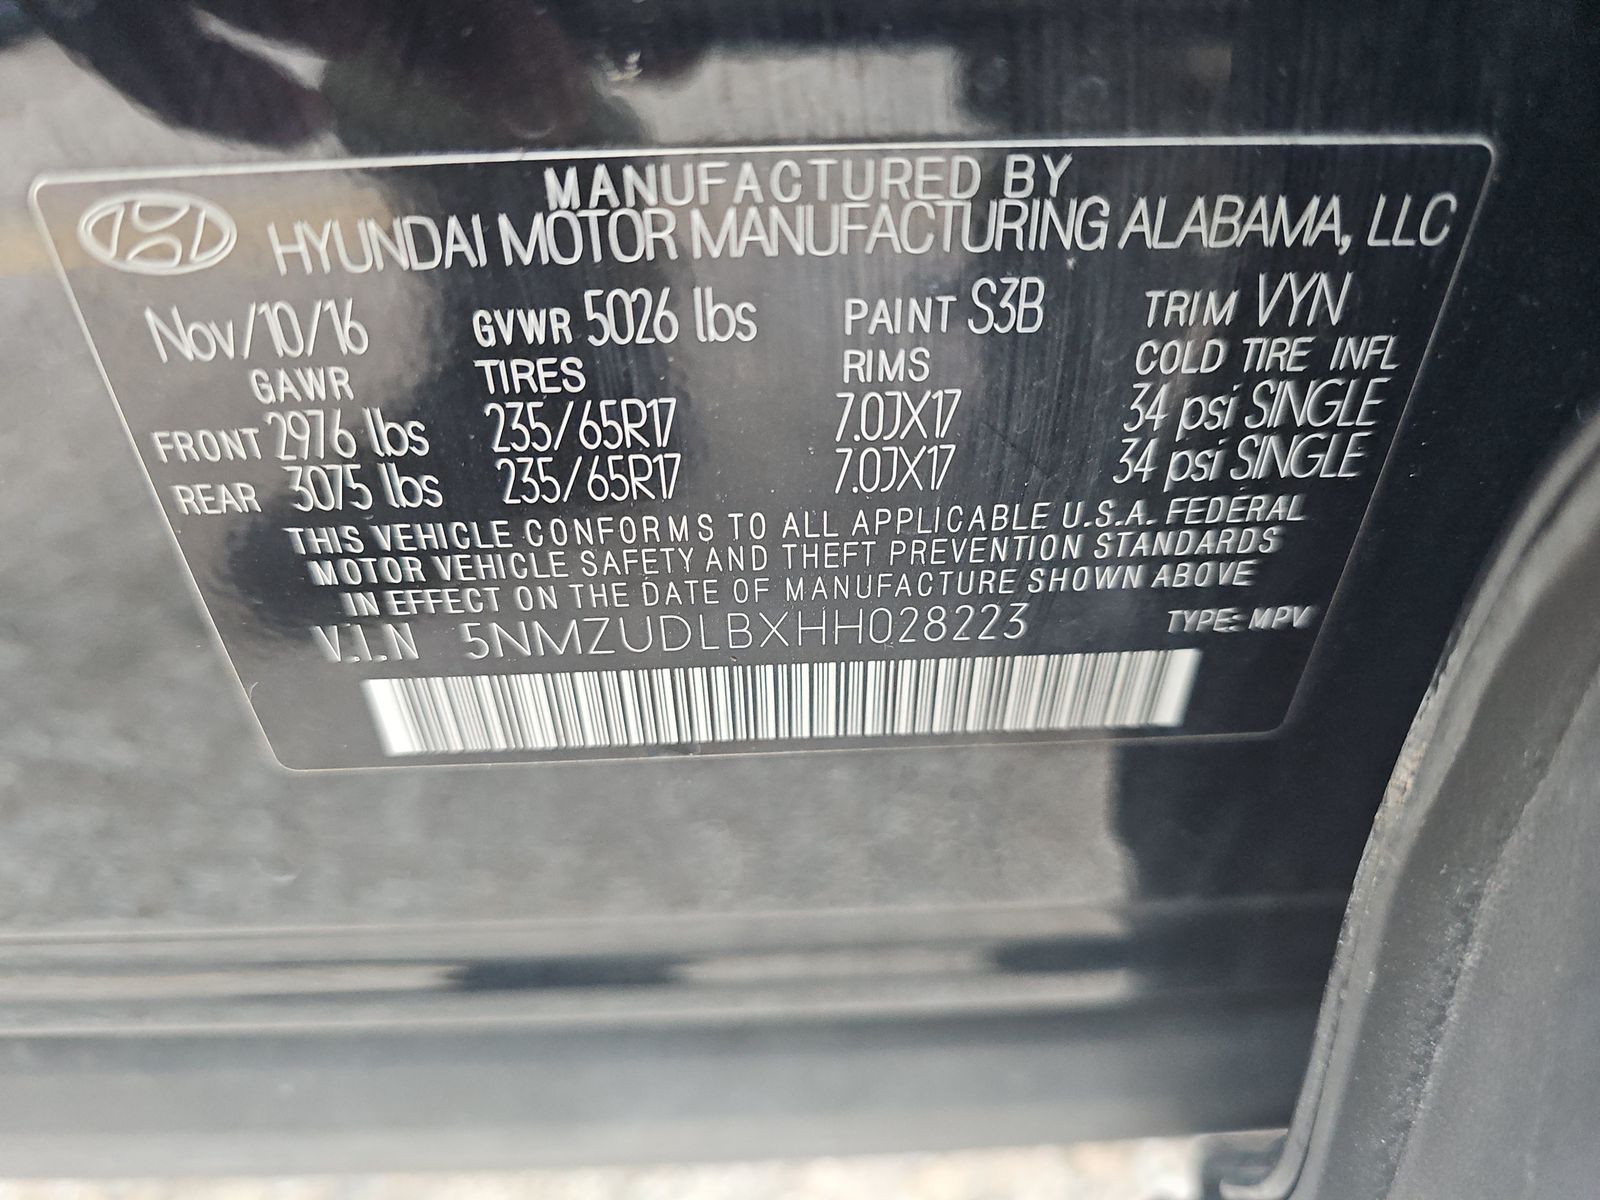 MANUFACTURED BY
HYUNDAI MOTOR MANUFACTURING ALABAMA, LLC
Nov/10/16 GVWR 5026 lbs PAINT S3B TRIM VYN
GAWR TIRES RIMS COLD TIRE INFL
FRONT 2976 lbs 235/65R17 7.0JX17 34 psi SINGLE
REAR 3075 lbs 235/65R17 7.0JX17 34 psi SINGLE
THIS VEHICLE CONFORMS TO ALL APPLICABLE U.S.A. FEDERAL
MOTOR VEHICLE SAFETY AND THEFT PREVENTION STANDARDS
IN EFFECT ON THE DATE OF MANUFACTURE SHOWN ABOVE
V.I.N 5NMZUDLBXHH028223 TYPE: MPV